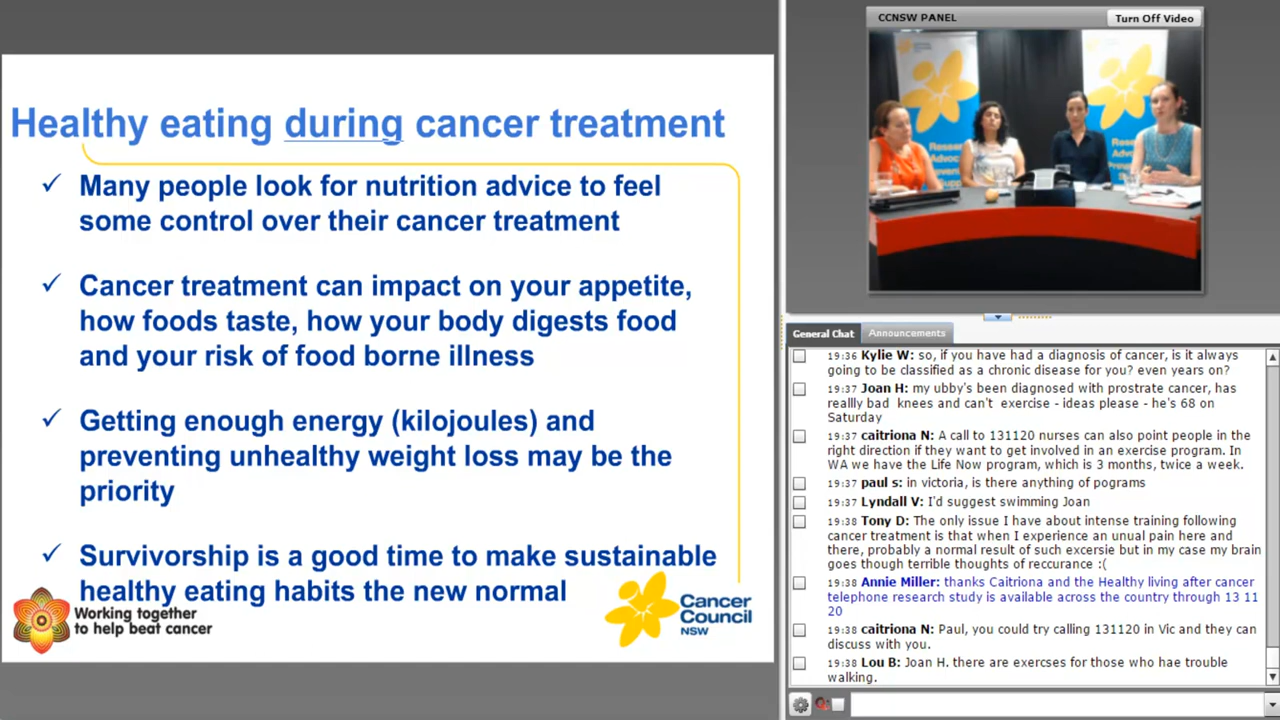 Healthy eating during cancer treatment
✓ Many people look for nutrition advice to feel
some control over their cancer treatment
✓ Cancer treatment can impact on your appetite,
how foods taste, how your body digests food
and your risk of food borne illness
✓ Getting enough energy (kilojoules) and
preventing unhealthy weight loss may be the
priority
✓ Survivorship is a good time to make sustainable
healthy eating habits the new normal
Working together
to help beat cancer
Cancer
Council
NSW
CCNSW PANEL
Turn Off Video
General Chat
Announcements
19:36 Kylie W: so, if you have had a diagnosis of cancer, is it always
going to be classified as a chronic disease for you? even years on?
19:37 Joan H: my ubby's been diagnosed with prostrate cancer, has
reallly bad knees and can't exercise - ideas please - he's 68 on
Saturday
19:37 caitriona N: A call to 131120 nurses can also point people in the
right direction if they want to get involved in an exercise program. In
WA we have the Life Now program, which is 3 months, twice a week.
19:37 paul s: in victoria, is there anything of pograms
19:37 Lyndall V: I'd suggest swimming Joan
19:38 Tony D: The only issue I have about intense training following
cancer treatment is that when I experience an unual pain here and
there, probably a normal result of such excersie but in my case my brain
goes though terrible thoughts of reccurance :(
19:38 Annie Miller: thanks Caitriona and the Healthy living after cancer
telephone research study is available across the country through 13 11
20
19:38 caitriona N: Paul, you could try calling 131120 in Vic and they can
discuss with you.
19:38 Lou B: Joan H. there are exercses for those who hae trouble
walking.